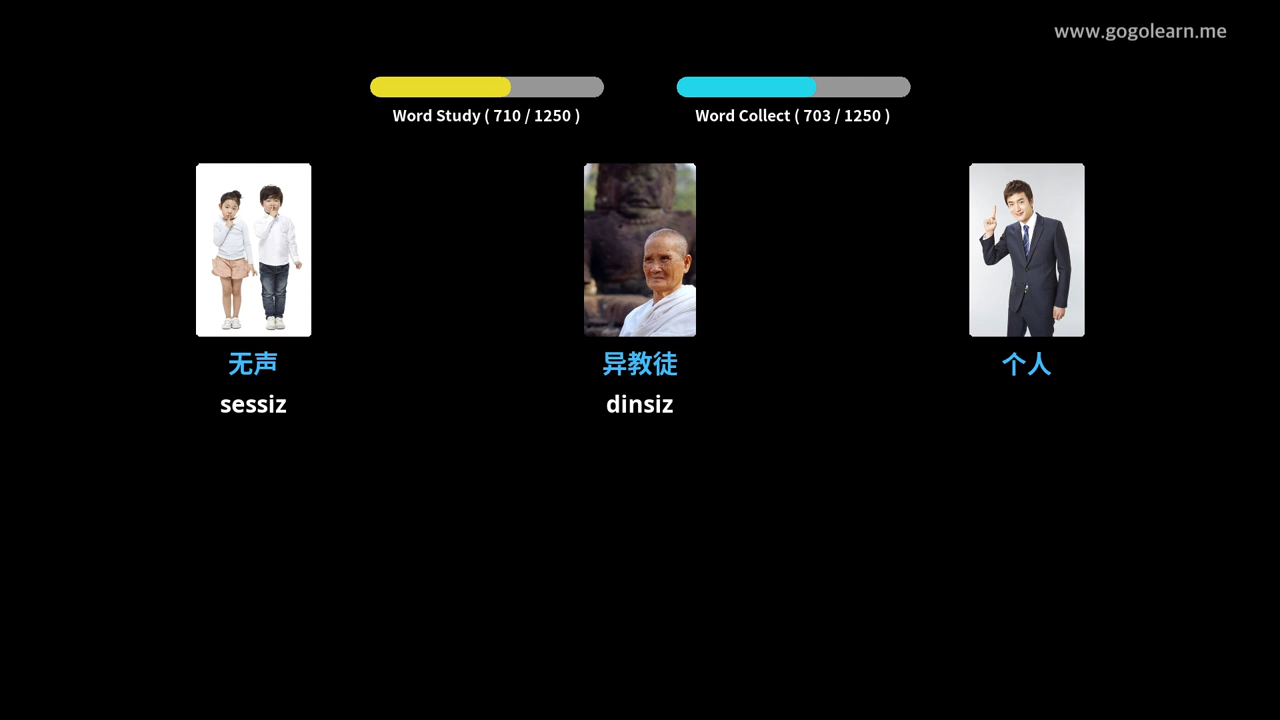 www.gogolearn.me
Word Study ( 710 / 1250 )
Word Collect ( 703 / 1250 )
无声
异教徒
个人
sessiz
dinsiz